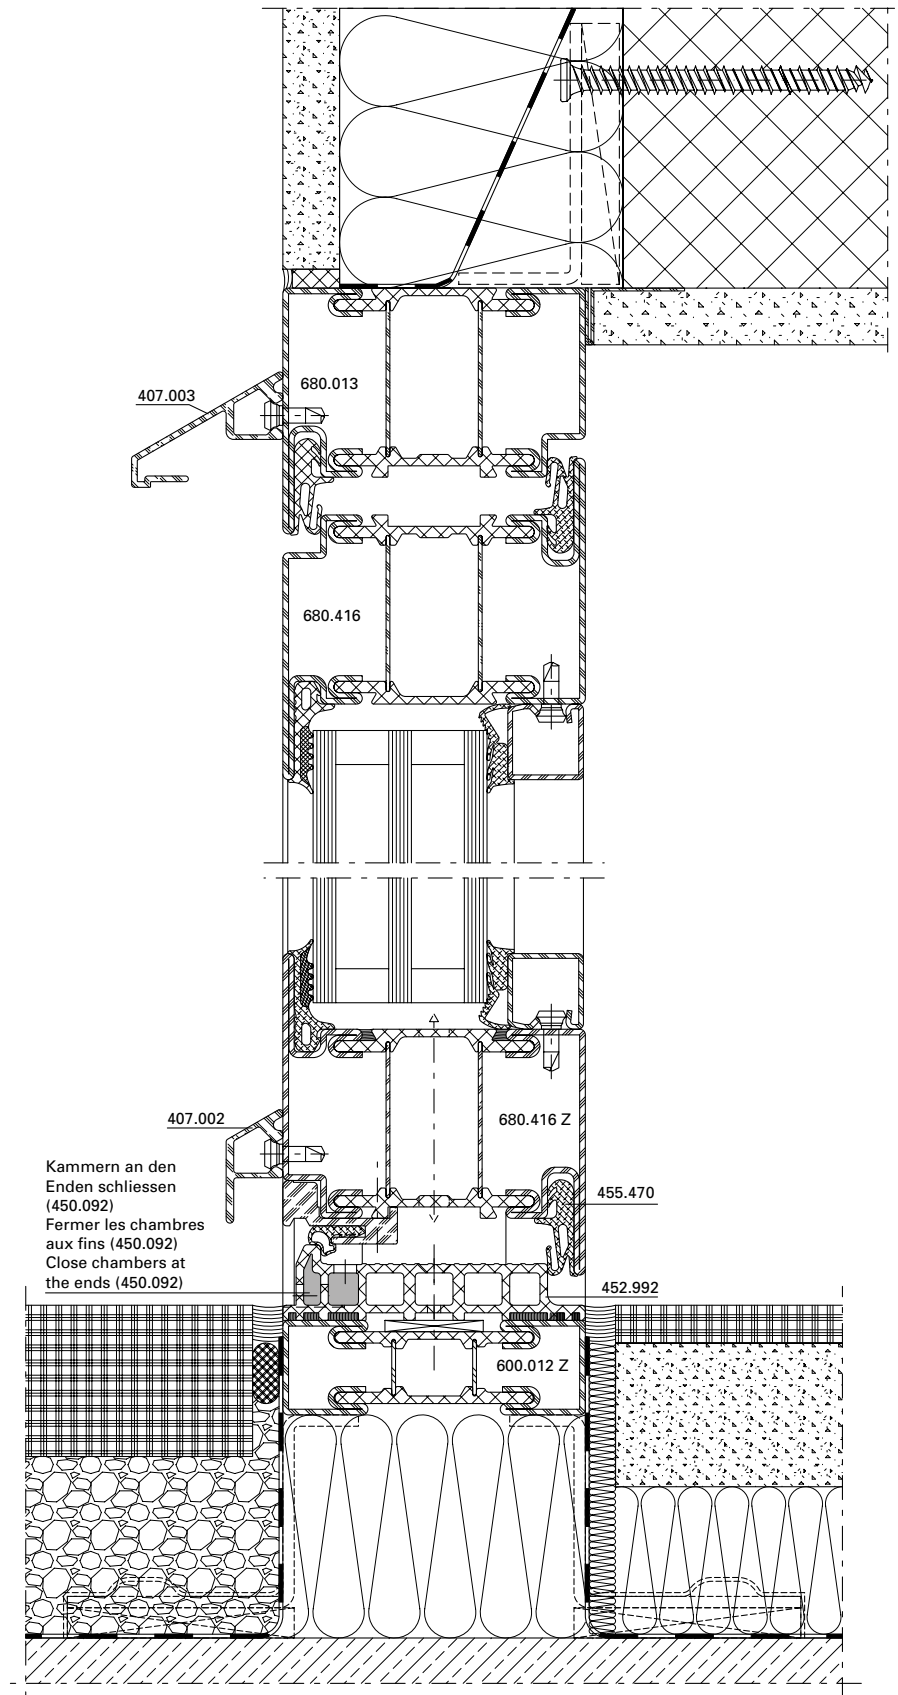 407.003
680.013
680.416
407.002
680.416 Z
Kammern an den
Enden schliessen
(450.092)
Fermer les chambres
aux fins (450.092)
Close chambers at
the ends (450.092)
455.470
452.992
600.012 Z